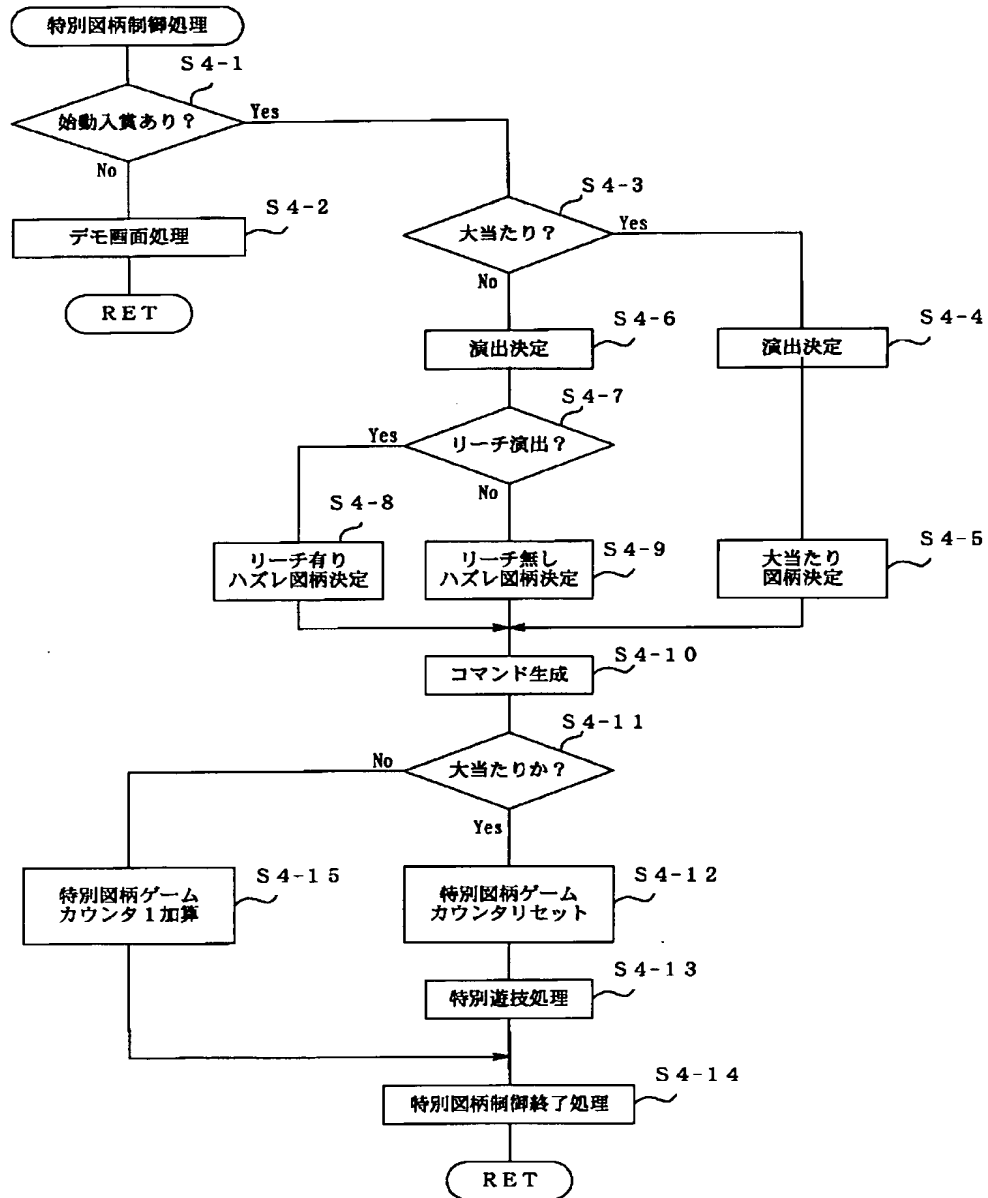 特別図柄制御処理
S4-1
始動入賞あり?
Yes
No
S4-2
デモ画面処理
RET
S4-3
大当たり?
Yes
No
S4-6
演出決定
S4-4
演出決定
S4-7
リーチ演出?
Yes
No
S4-8
リーチ有り
ハズレ図柄決定
S4-9
リーチ無し
ハズレ図柄決定
S4-5
大当たり
図柄決定
S4-10
コマンド生成
S4-11
大当たりか?
No
Yes
S4-15
特別図柄ゲーム
カウンタ1加算
S4-12
特別図柄ゲーム
カウンタリセット
S4-13
特別遊技処理
S4-14
特別図柄制御終了処理
RET